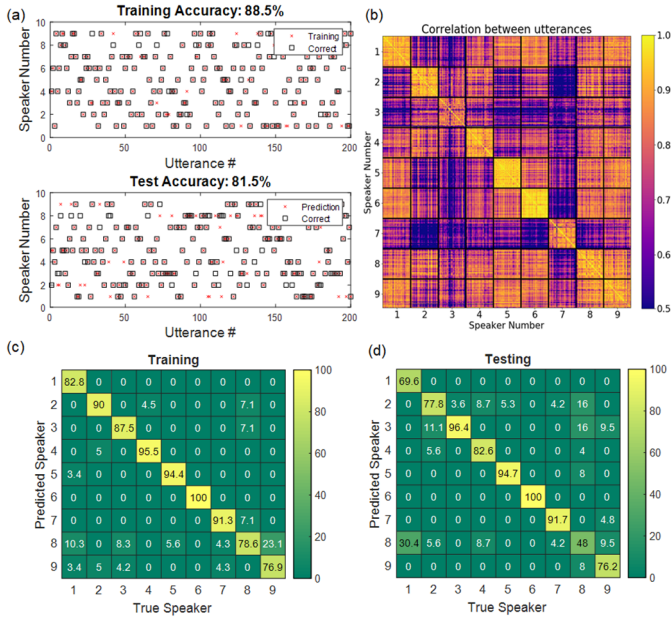 (a)
Training Accuracy: 88.5%
Speaker Number
10
8
6
4
2
0
Training
Correct
0 50 100 150 200
Utterance #
Test Accuracy: 81.5%
Speaker Number
10
8
6
4
2
0
Prediction
Correct
0 50 100 150 200
Utterance #
(b)
Correlation between utterances
Speaker Number
1
2
3
4
5
6
7
8
9
1 2 3 4 5 6 7 8 9
Speaker Number
1.0
0.9
0.8
0.7
0.6
0.5
(c)
Training
Predicted Speaker
1 82.8 0 0 0 0 0 0 0 0
2 0 90 0 4.5 0 0 0 7.1 0
3 0 0 87.5 0 0 0 0 7.1 0
4 0 5 0 95.5 0 0 0 0 0
5 3.4 0 0 0 94.4 0 0 0 0
6 0 0 0 0 0 100 0 0 0
7 0 0 0 0 0 0 91.3 7.1 0
8 10.3 0 8.3 0 5.6 0 4.3 78.6 23.1
9 3.4 5 4.2 0 0 0 4.3 0 76.9
1 2 3 4 5 6 7 8 9
True Speaker
100
80
60
40
20
0
(d)
Testing
Predicted Speaker
1 69.6 0 0 0 0 0 0 0 0
2 0 77.8 3.6 8.7 5.3 0 4.2 16 0
3 0 11.1 96.4 0 0 0 0 16 9.5
4 0 5.6 0 82.6 0 0 0 4 0
5 0 0 0 0 94.7 0 0 8 0
6 0 0 0 0 0 100 0 0 0
7 0 0 0 0 0 0 91.7 0 4.8
8 30.4 5.6 0 8.7 0 0 4.2 48 9.5
9 0 0 0 0 0 0 0 8 76.2
1 2 3 4 5 6 7 8 9
True Speaker
100
80
60
40
20
0